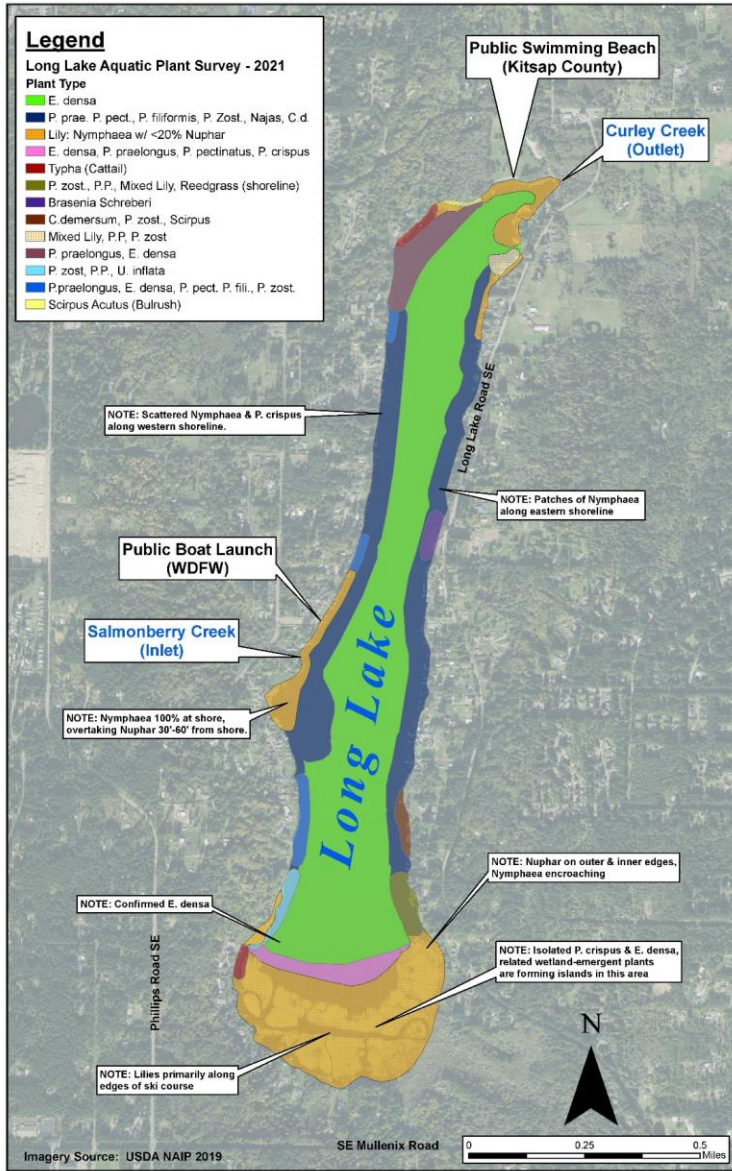 Legend
Long Lake Aquatic Plant Survey - 2021
Plant Type
E. densa
P. prae. P. pect., P. filiformis, P. Zost., Najas, C.d.
Lily: Nymphaea w/ <20% Nuphar
E. densa, P. praelongus, P. pectinatus, P. crispus
Typha (Cattail)
P. zost., P.P., Mixed Lily, Reedgrass (shoreline)
Brasenia Schreberi
C.demersum, P. zost., Scirpus
Mixed Lily, P.P, P. zost
P. praelongus, E. densa
P. zost, P.P., U. inflata
P.praelongus, E. densa, P. pect. P. fili., P. zost.
Scirpus Acutus (Bulrush)
Public Swimming Beach
(Kitsap County)
Curley Creek
(Outlet)
Long Lake Road SE
NOTE: Scattered Nymphaea & P. crispus
along western shoreline.
NOTE: Patches of Nymphaea
along eastern shoreline
Public Boat Launch
(WDFW)
Salmonberry Creek
(Inlet)
NOTE: Nymphaea 100% at shore,
overtaking Nuphar 30'-60' from shore.
Long Lake
NOTE: Nuphar on outer & inner edges,
Nymphaea encroaching
NOTE: Confirmed E. densa
NOTE: Isolated P. crispus & E. densa,
related wetland-emergent plants
are forming islands in this area
Phillips Road SE
NOTE: Lilies primarily along
edges of ski course
N
SE Mullenix Road
0 0.25 0.5
Miles
Imagery Source: USDA NAIP 2019